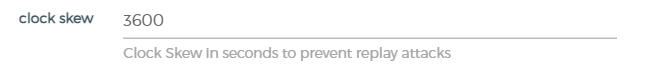 clock skew 3600
Clock Skew in seconds to prevent replay attacks